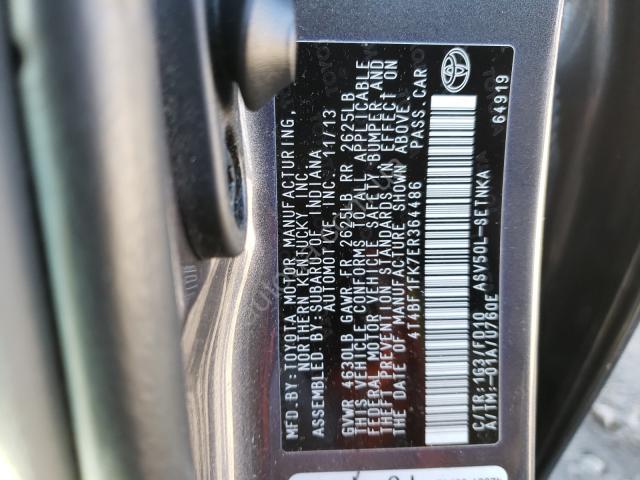 MFD.BY:TOYOTA MOTOR MANUFACTURING,
NORTHERN KENTUCKY, INC.
ASSEMBLED BY:SUBARU OF INDIANA
AUTOMOTIVE, INC. 11/13
GVWR 4630LB GAWR FR 2625LB RR 2625LB
THIS VEHICLE CONFORMS TO ALL APPLICABLE
FEDERAL MOTOR VEHICLE SAFETY, BUMPER AND
THEFT PREVENTION STANDARDS IN EFFECT ON
THE DATE OF MANUFACTURE SHOWN ABOVE.
4T4BF1FK7ER364486 PASS.CAR
C/TR:1G3/FD10 ASV50L-SETNKA
A/TM:-01A/U760E 64919